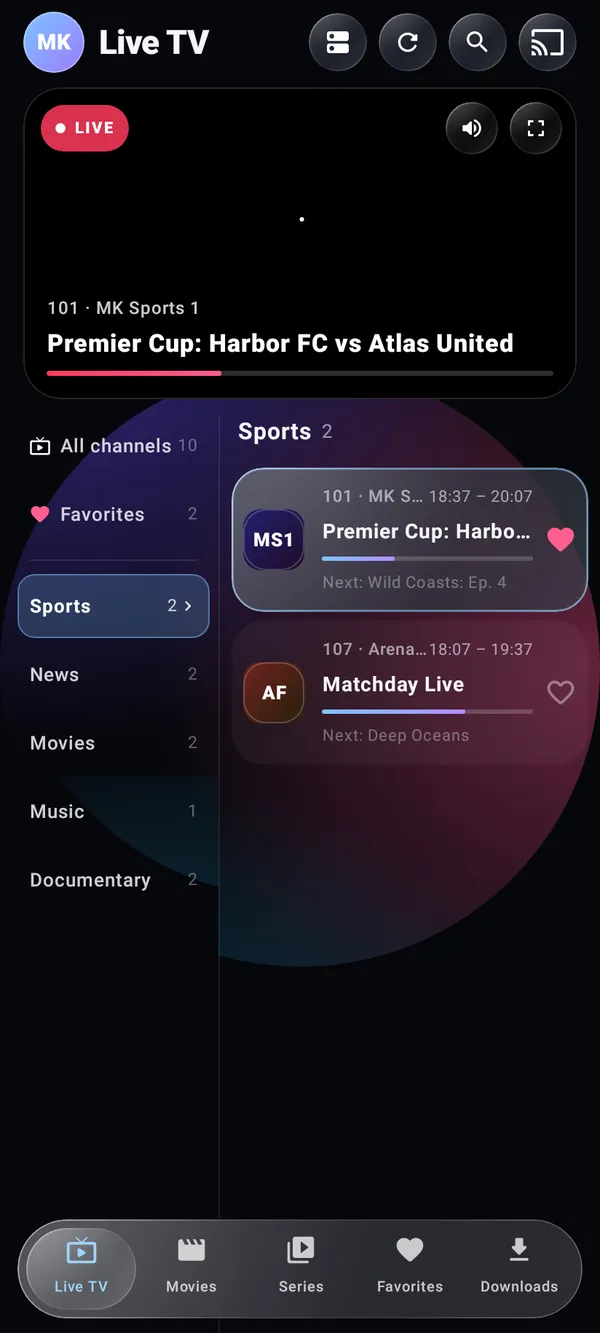 MK Live TV
LIVE
101 · MK Sports 1
Premier Cup: Harbor FC vs Atlas United
All channels 10
Favorites 2
Sports 2
News 2
Movies 2
Music 1
Documentary 2
Sports 2
101 · MK S... 18:37 – 20:07
MS1
Premier Cup: Harbo...
Next: Wild Coasts: Ep. 4
107 · Arena... 18:07 – 19:37
AF
Matchday Live
Next: Deep Oceans
Live TV
Movies
Series
Favorites
Downloads